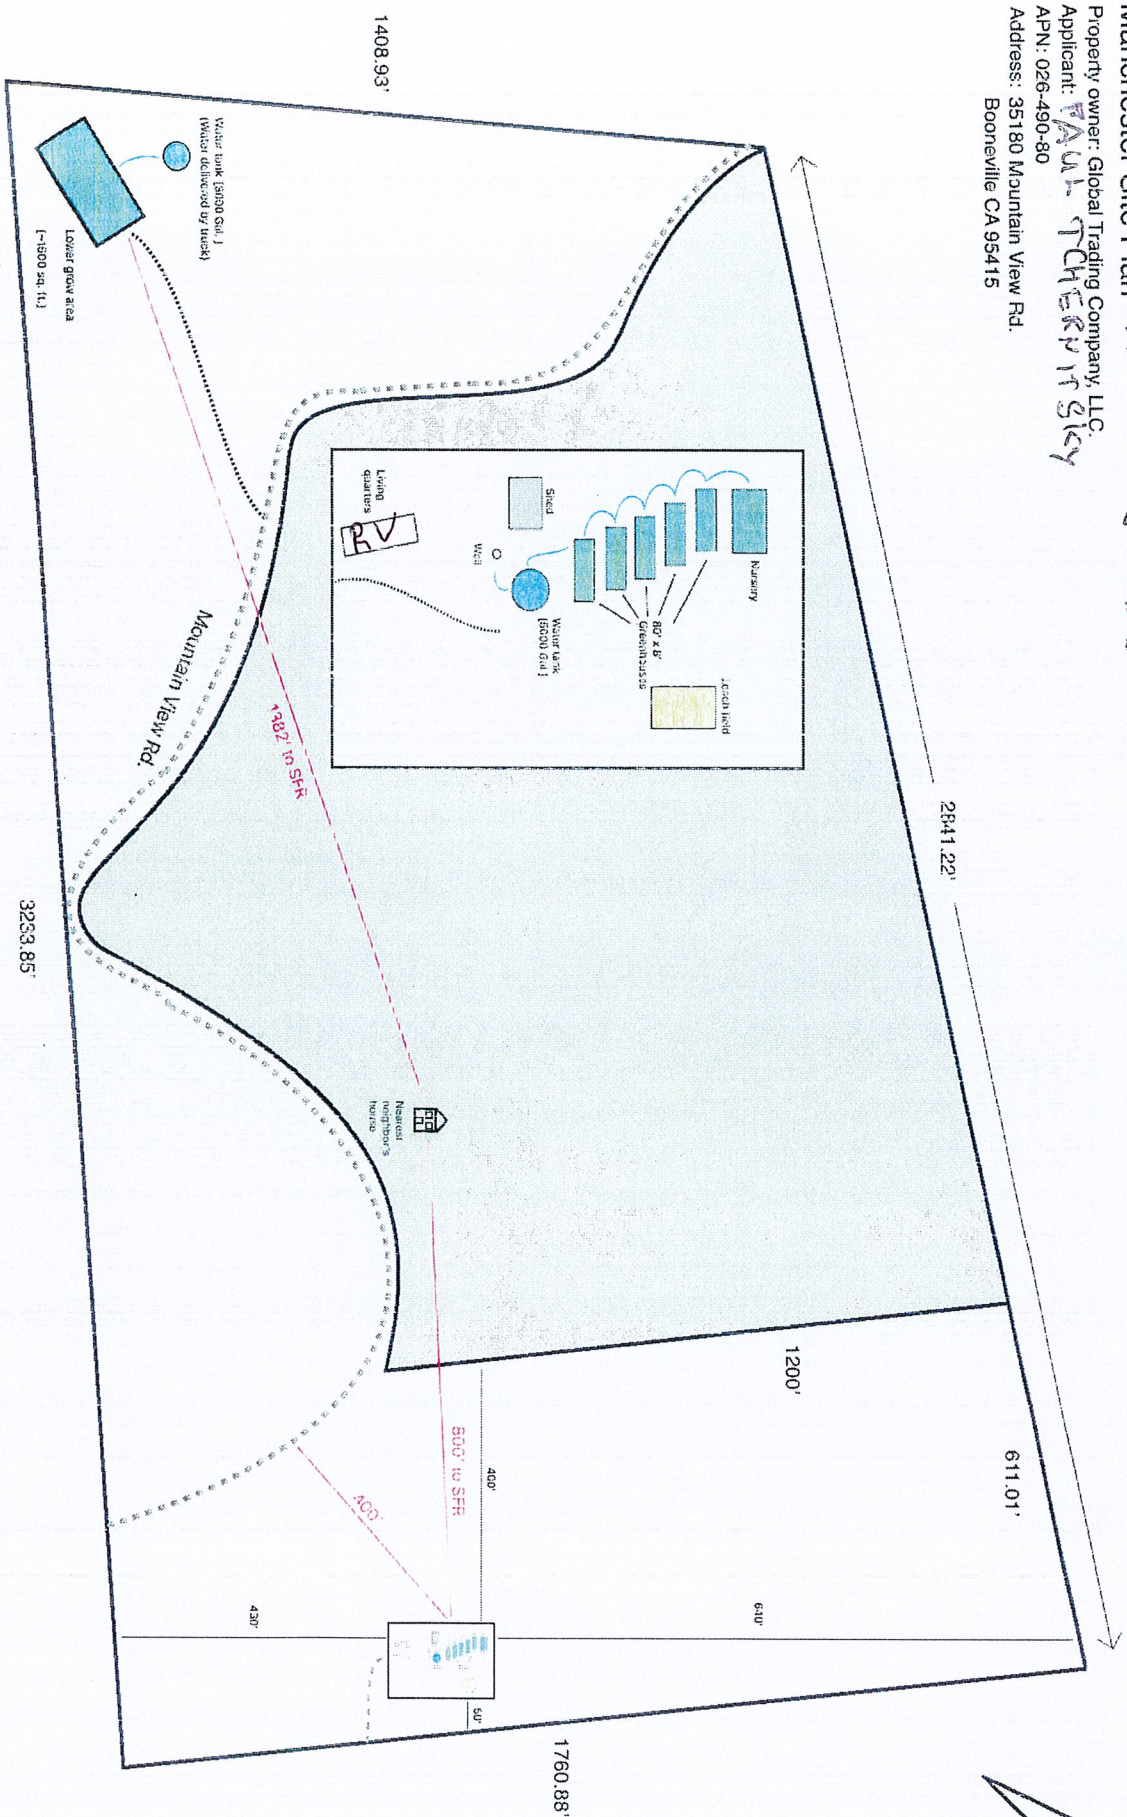 Manchester Site Plan
Property owner: Global Trading Company, LLC.
Applicant: PAUL TCHERNITSKY
APN: 026-490-80
Address: 35180 Mountain View Rd.
Booneville CA 95415
1408.93'
2841.22'
611.01'
1200'
1760.88'
3233.85'
Water tank [5000 Gal.]
(Water delivered by truck)
Lower grow area
[~1600 sq. ft.]
Nursery
80' x 8'
Greenhouses
Leach field
Shed
Well
Water tank
[5000 Gal.]
Living
quarters
RV
Mountain View Rd.
1382' to SFR
Nearest
neighbor's
house
800' to SFR
400'
400'
640'
430'
50'